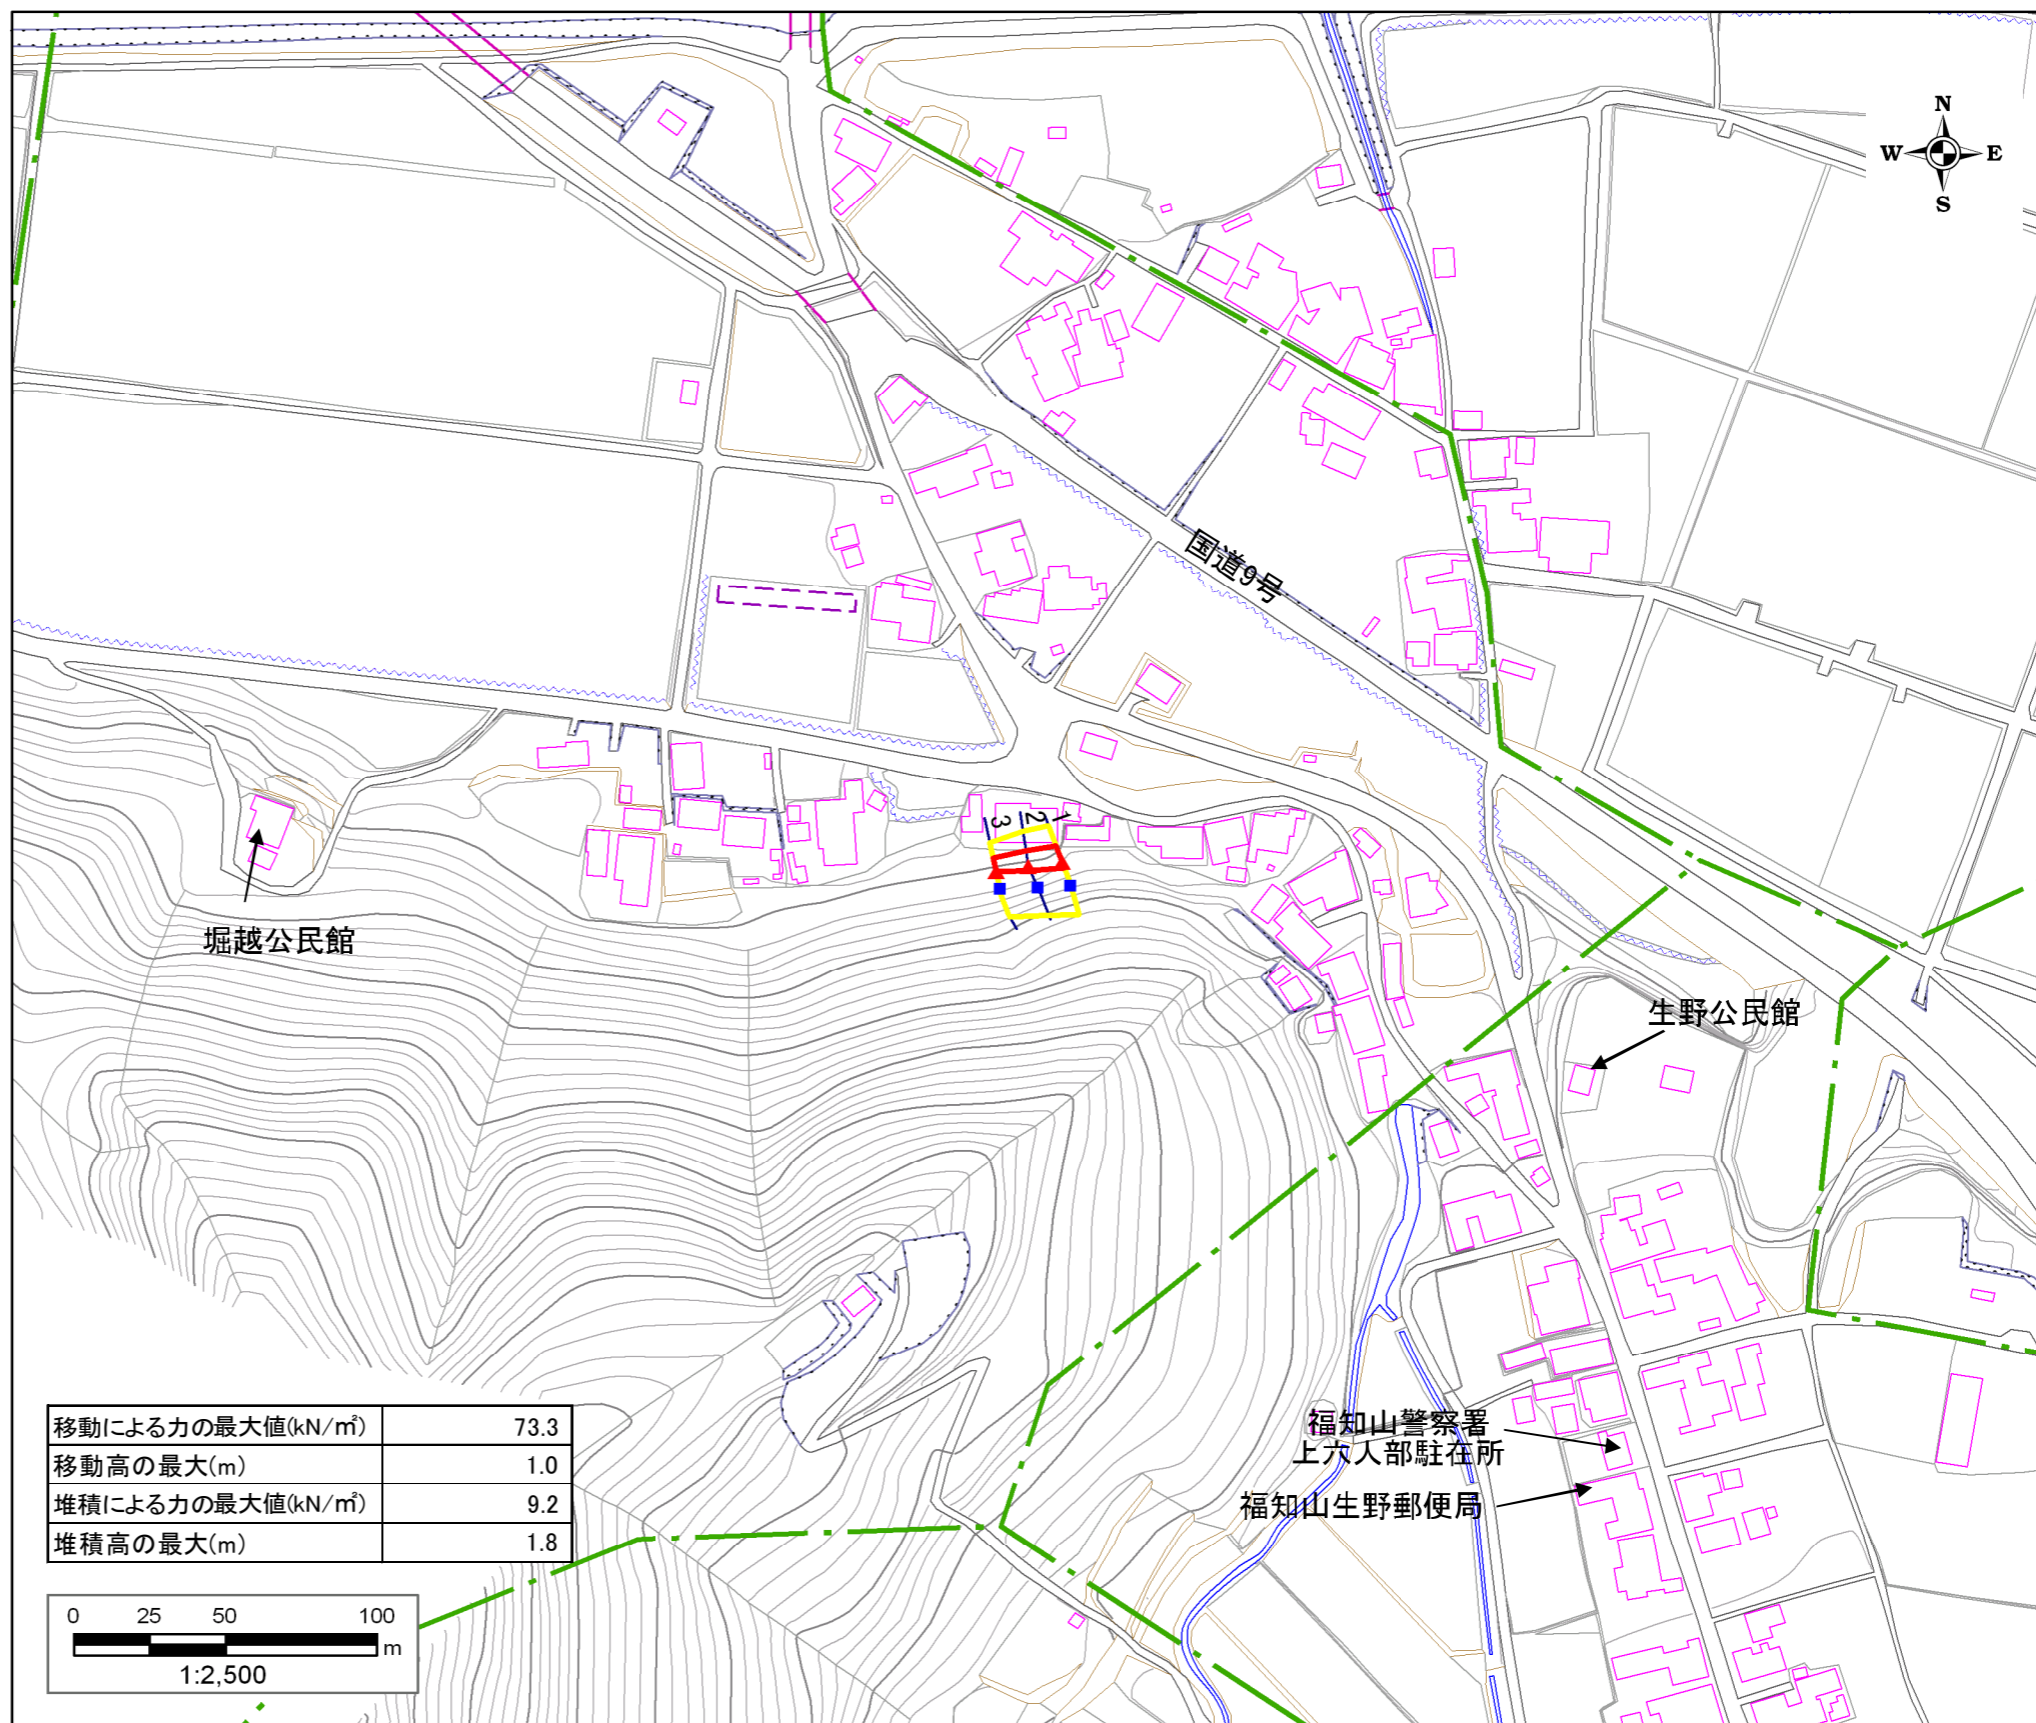 N
W E
S
国道9号
3 2 1
堀越公民館
生野公民館
福知山警察署
上六人部駐在所
福知山生野郵便局
移動による力の最大値(kN/㎡) 73.3
移動高の最大(m) 1.0
堆積による力の最大値(kN/㎡) 9.2
堆積高の最大(m) 1.8
0 25 50 100
m
1:2,500